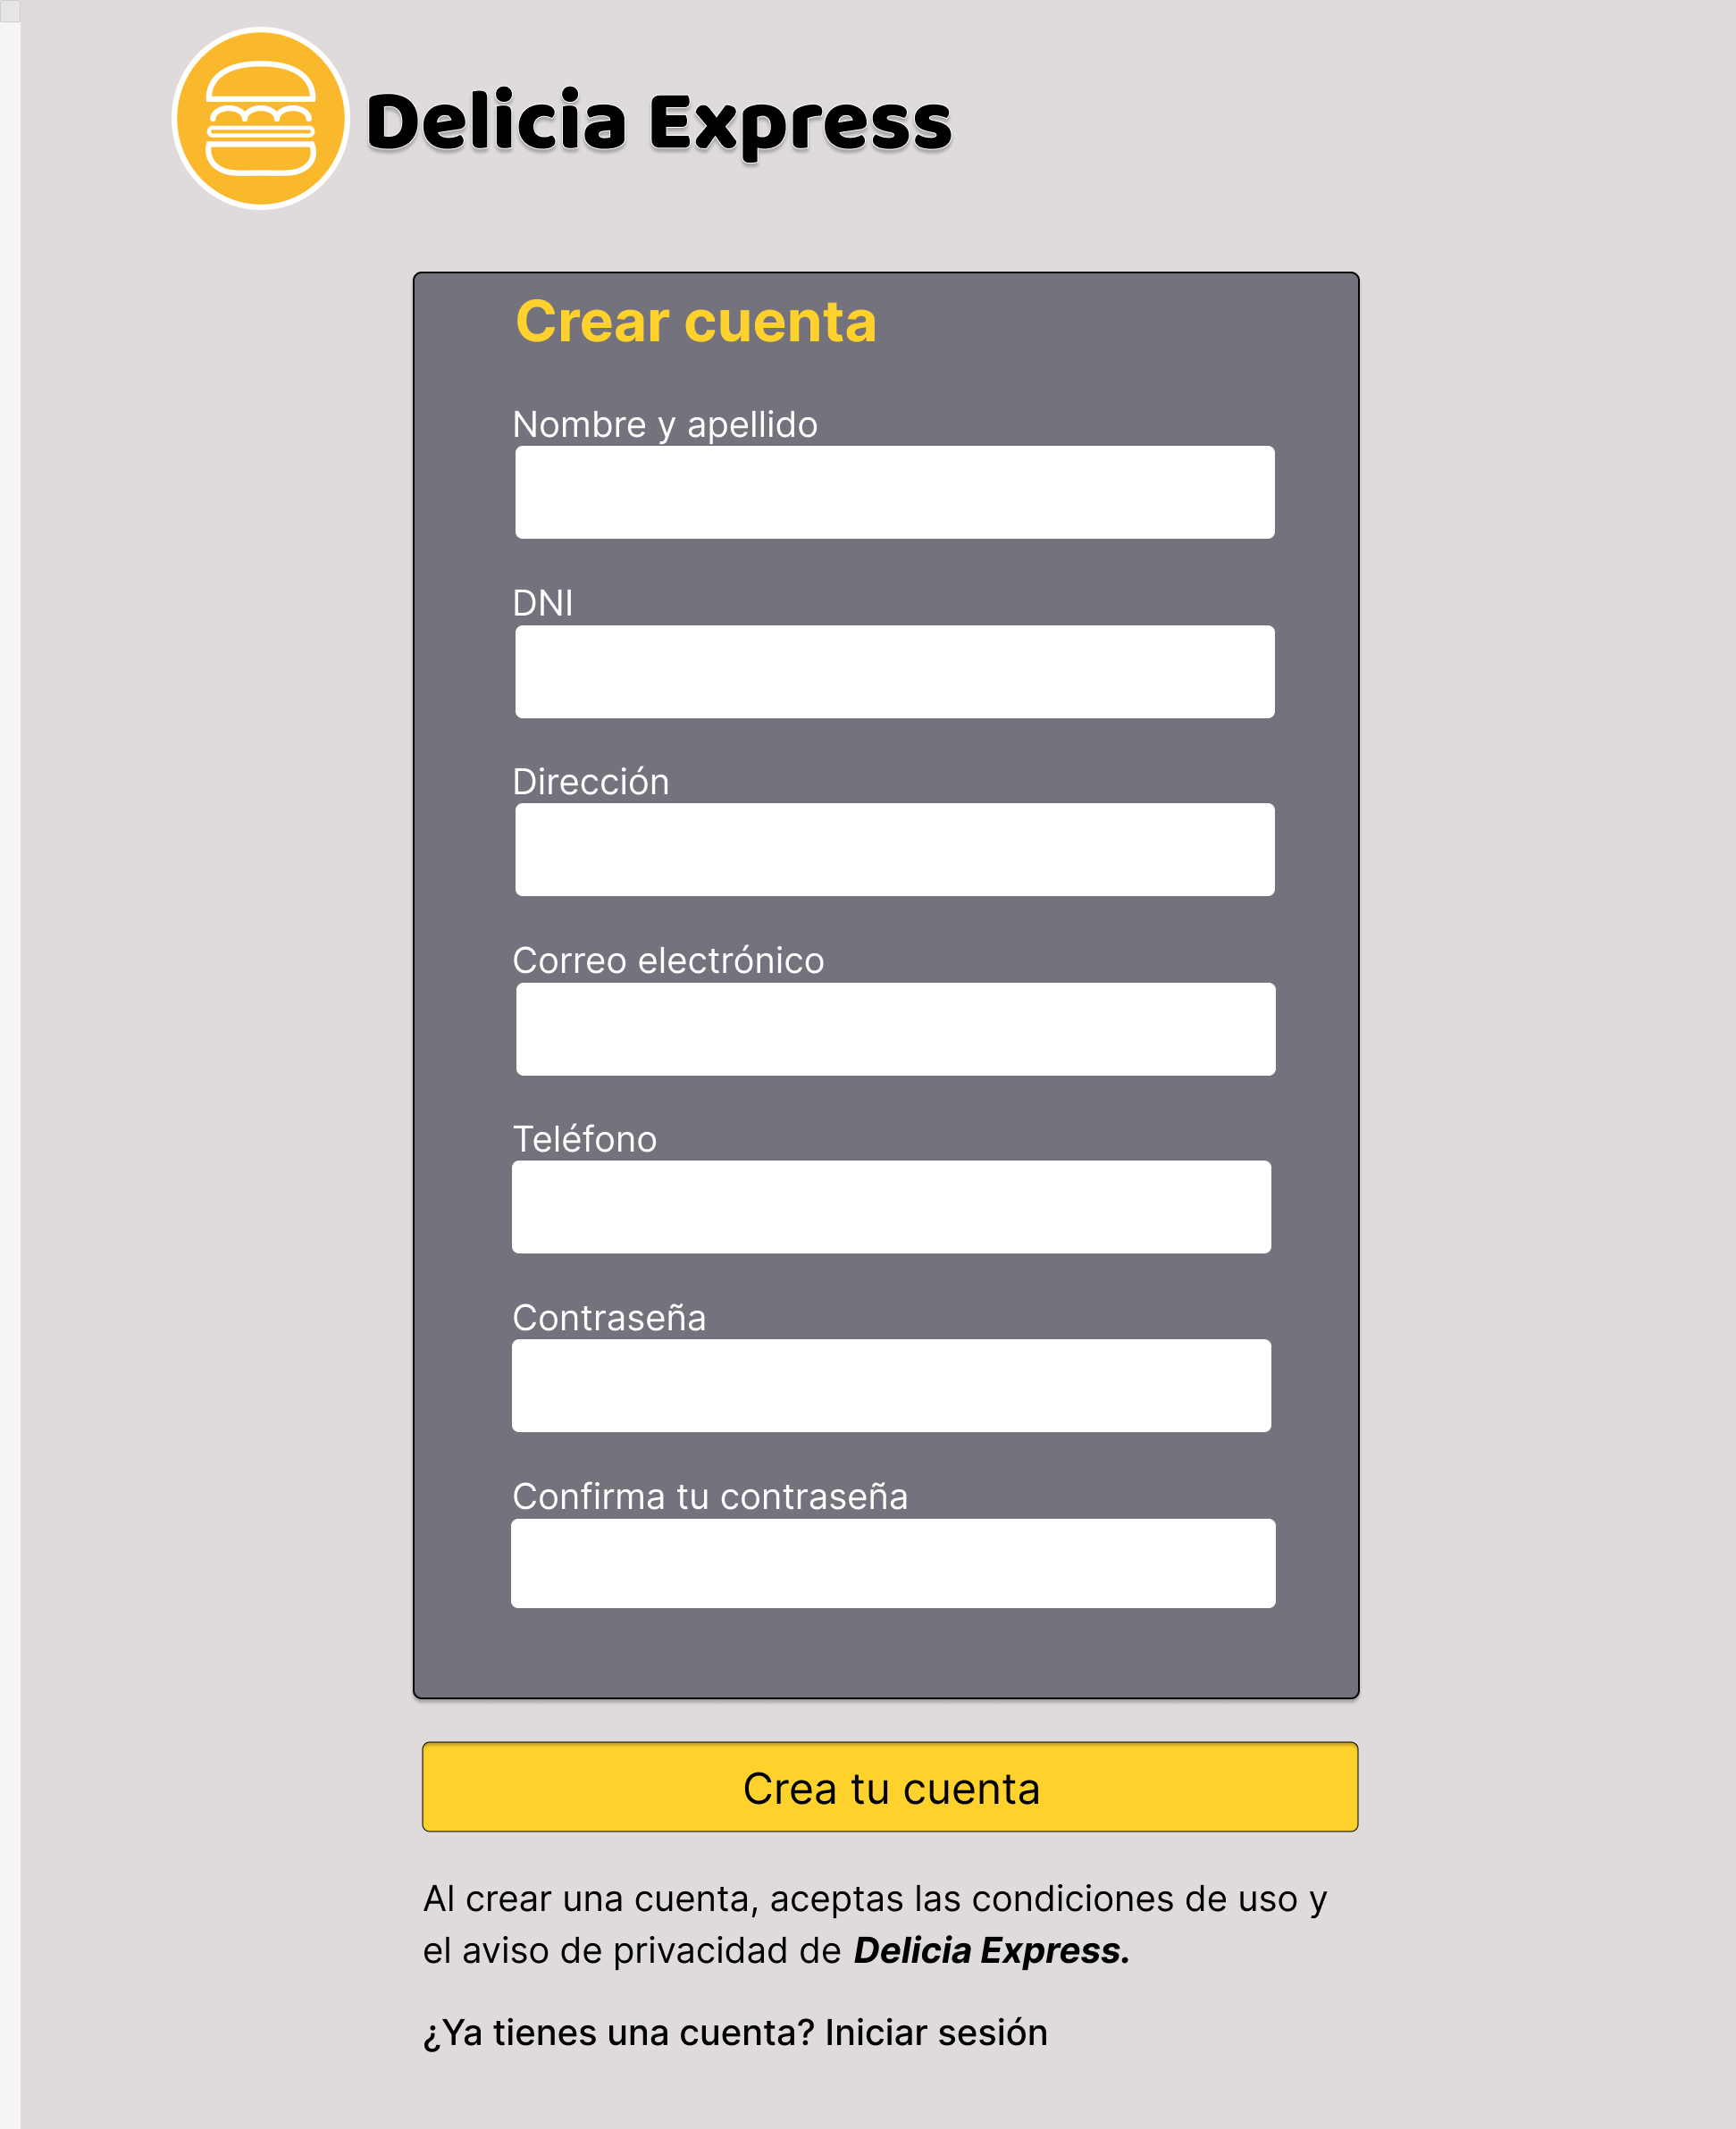 Delicia Express
Crear cuenta
Nombre y apellido
DNI
Dirección
Correo electrónico
Teléfono
Contraseña
Confirma tu contraseña
Crea tu cuenta
Al crear una cuenta, aceptas las condiciones de uso y
el aviso de privacidad de Delicia Express.
¿Ya tienes una cuenta? Iniciar sesión